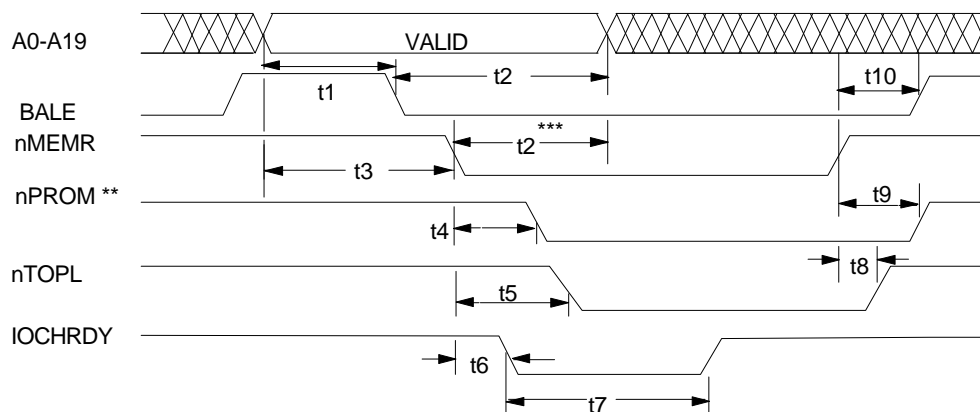 A0-A19
VALID
t2
t10
t1
BALE
***
nMEMR
t2
t3
nPROM **
t9
t4
t8
nTOPL
t5
IOCHRDY
t6
t7